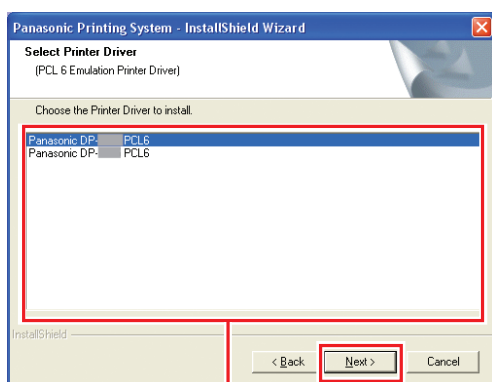 Panasonic Printing System - InstallShield Wizard
Select Printer Driver
(PCL 6 Emulation Printer Driver)
Choose the Printer Driver to install.
Panasonic DP- PCL6
Panasonic DP- PCL6
InstallShield
< Back Next > Cancel